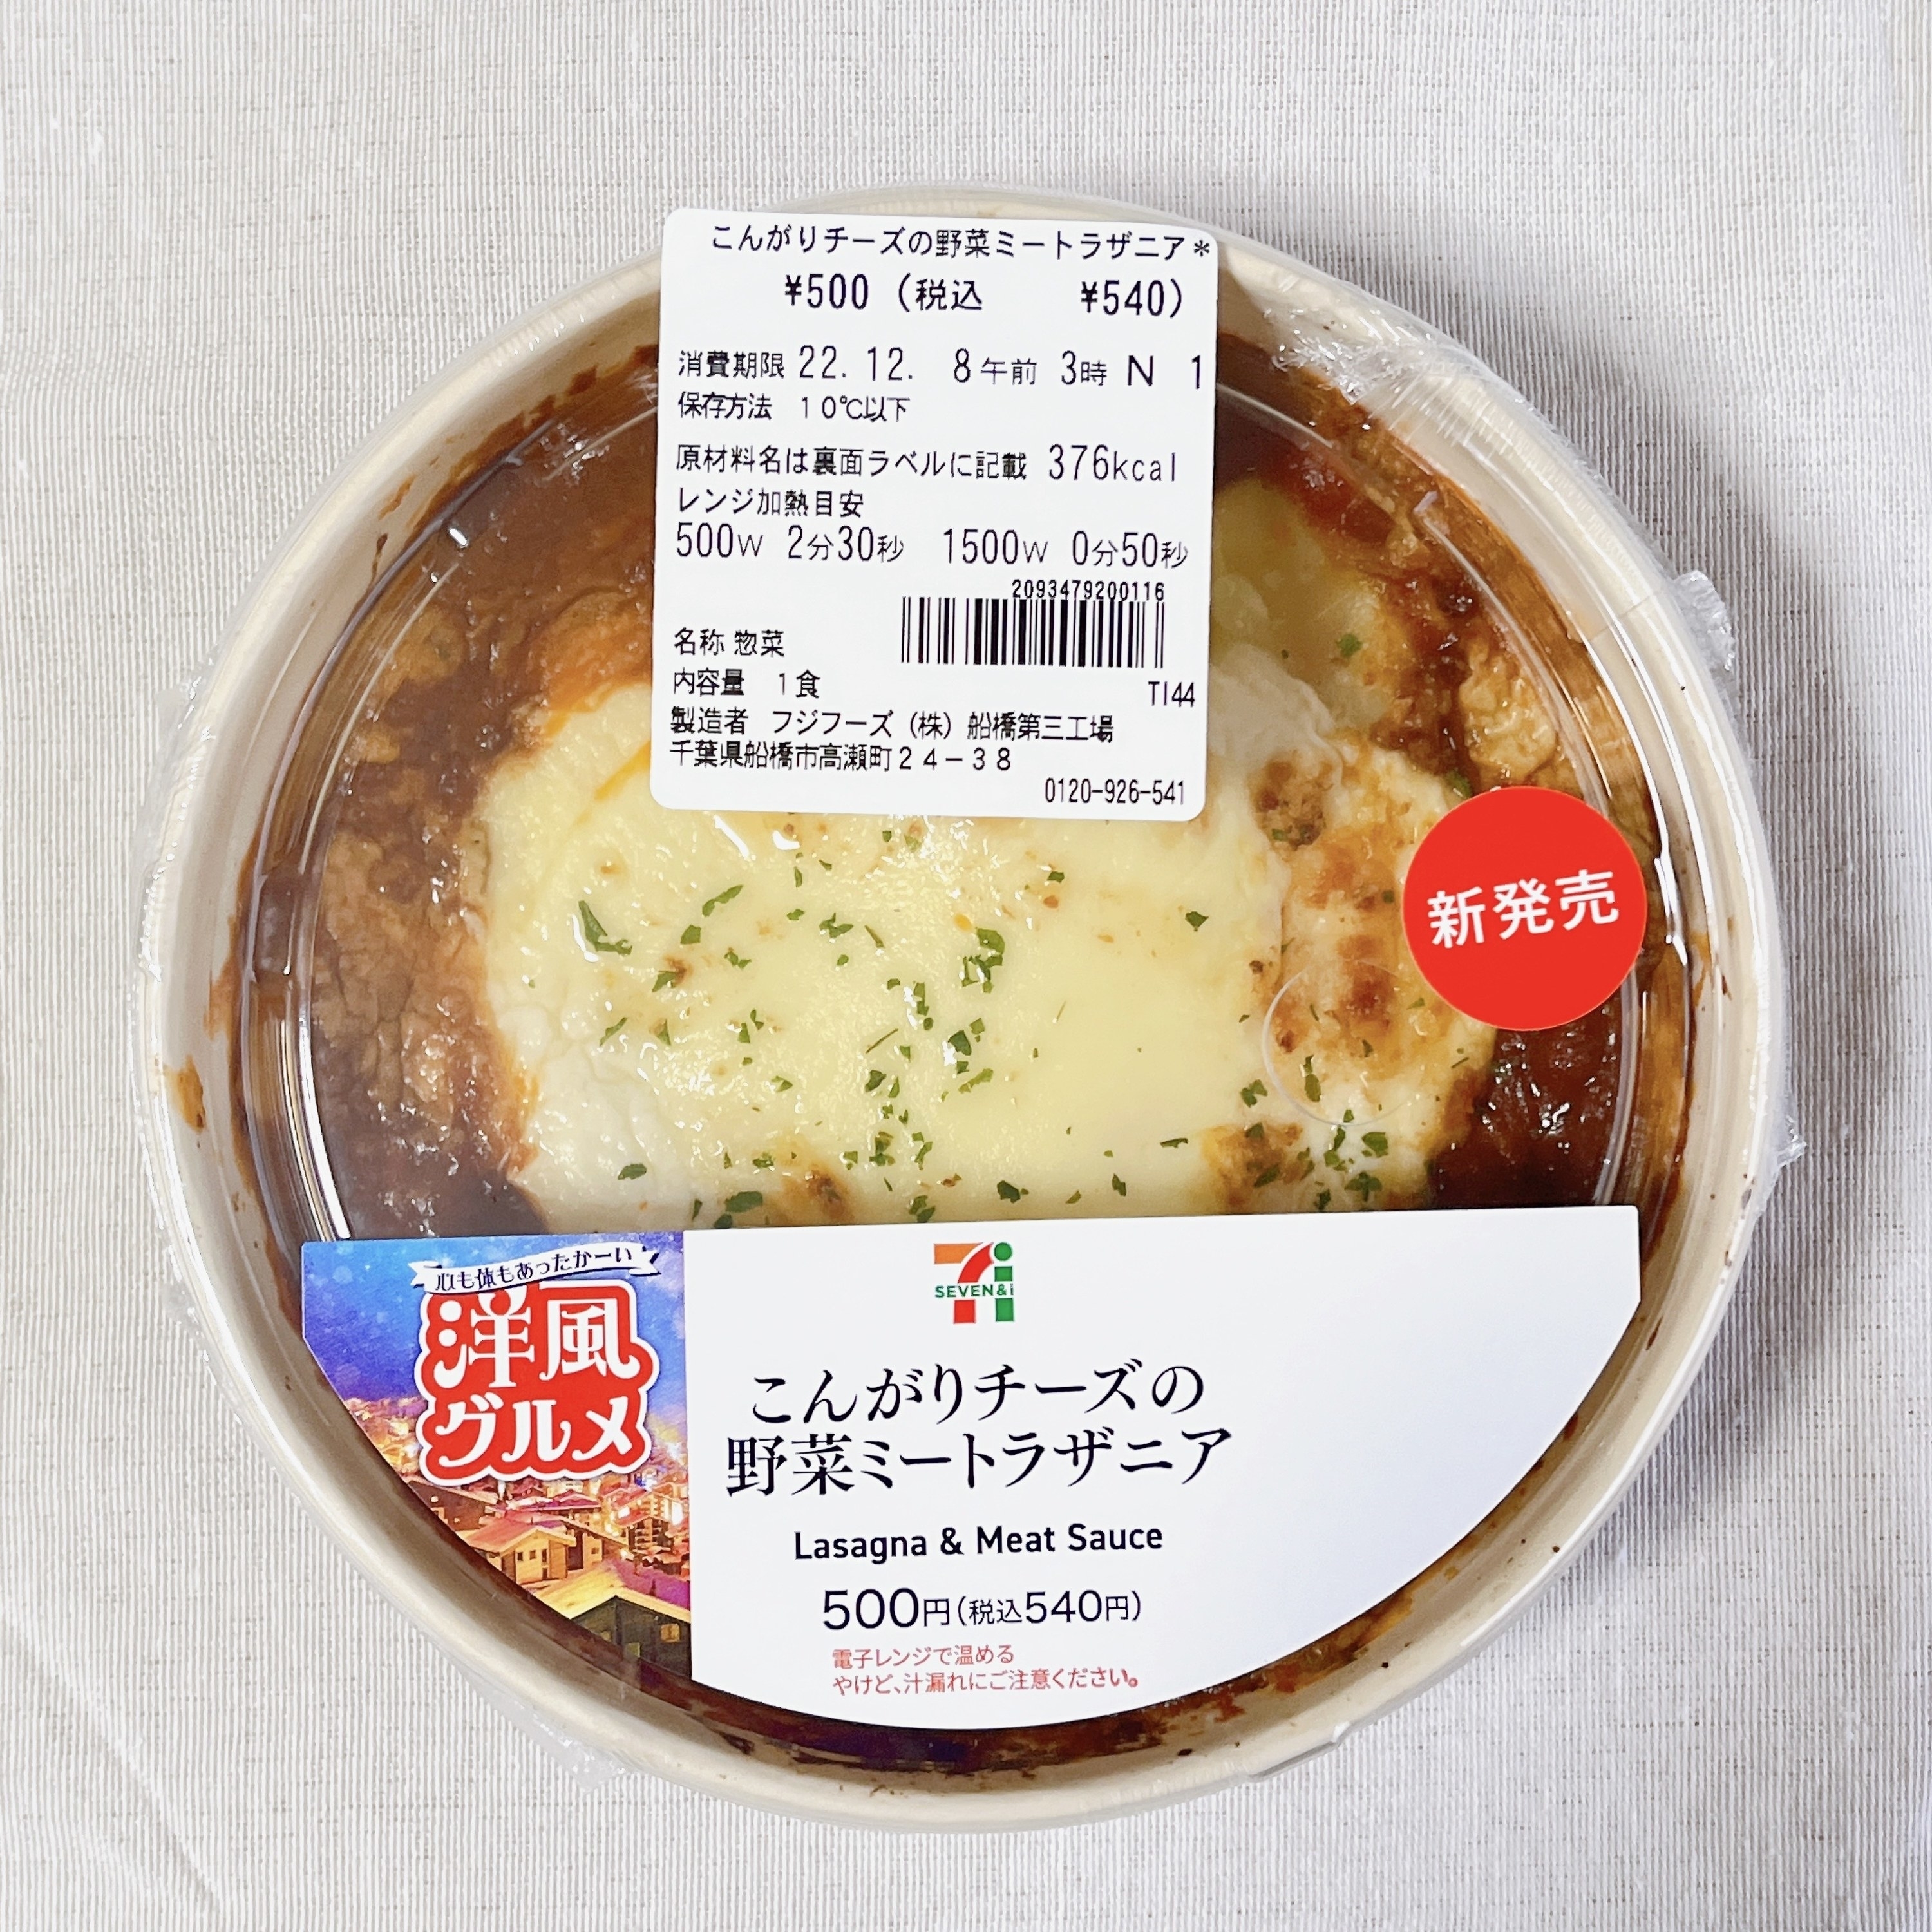 こんがりチーズの野菜ミートラザニア*
¥500（税込 ¥540）
消費期限 22.12. 8午前 3時 N 1
保存方法 10℃以下
原材料名は裏面ラベルに記載 376kcal
レンジ加熱目安
500W 2分30秒 1500W 0分50秒
2093479200116
名称 惣菜
内容量 1食
TI44
製造者 フジフーズ（株）船橋第三工場
千葉県船橋市高瀬町24－38
0120-926-541
新発売
心も体もあったかーい
洋風
グルメ
7i
SEVEN&i
こんがりチーズの
野菜ミートラザニア
Lasagna & Meat Sauce
500円(税込540円)
電子レンジで温める
やけど、汁漏れにご注意ください。